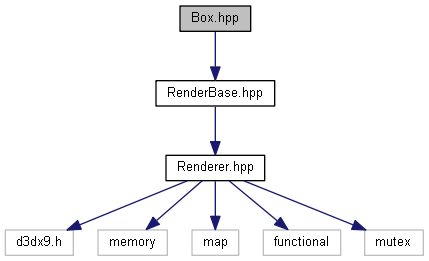 Box.hpp
RenderBase.hpp
Renderer.hpp
d3dx9.h
memory
map
functional
mutex